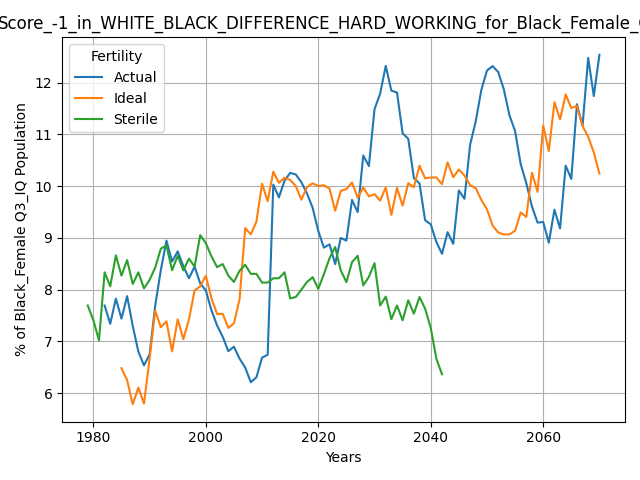 Score_-1_in_WHITE_BLACK_DIFFERENCE_HARD_WORKING_for_Black_Female_
Fertility
Actual
Ideal
Sterile
% of Black_Female Q3_IQ Population
12
11
10
9
8
7
6
1980
2000
2020
2040
2060
Years